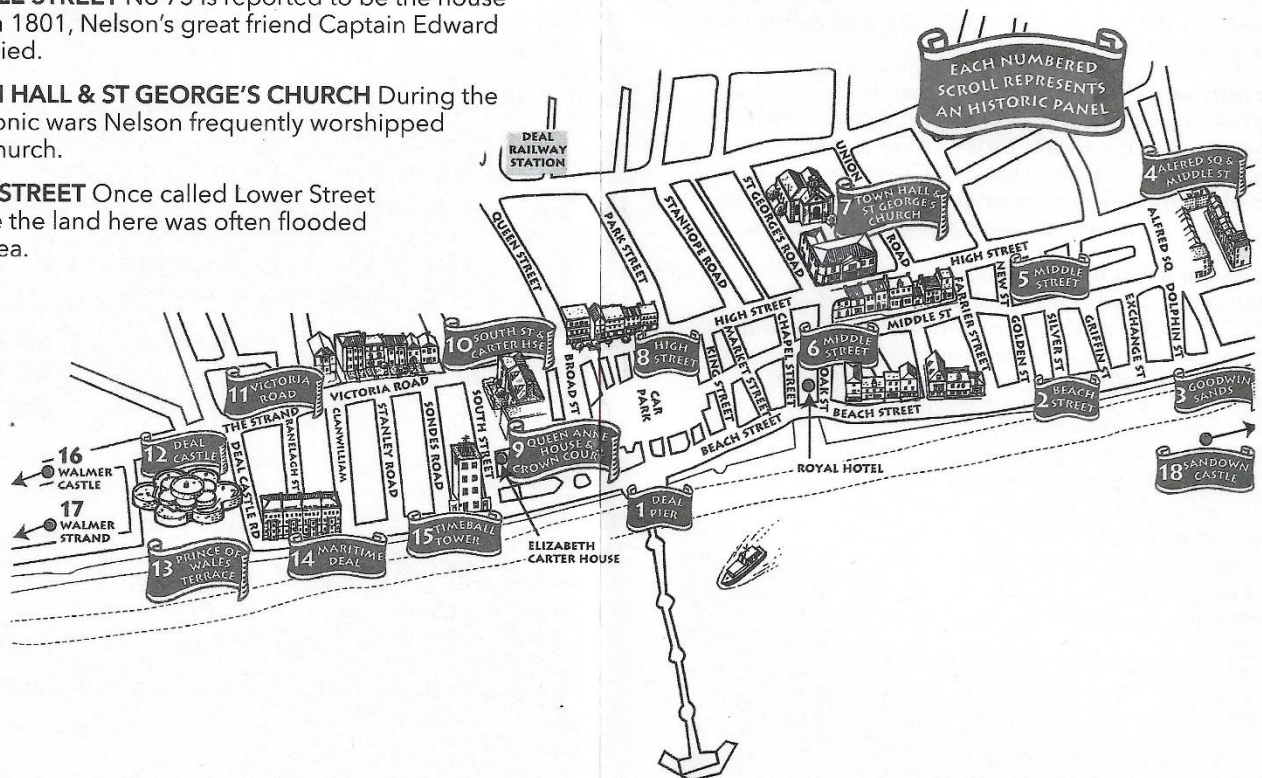 LE STREET No 73 is reported to be the house
1801, Nelson's great friend Captain Edward
ied.
HALL & ST GEORGE'S CHURCH During the
onic wars Nelson frequently worshipped
hurch.
STREET Once called Lower Street
e the land here was often flooded
ea.
EACH NUMBERED
SCROLL REPRESENTS
AN HISTORIC PANEL
DEAL
RAILWAY
STATION
4 ALFRED SQ &
MIDDLE ST
UNION
ROAD
7 TOWN HALL &
ST GEORGE'S
CHURCH
QUEEN STREET
PARK STREET
STANHOPE ROAD
ST GEORGE'S ROAD
HIGH STREET
ALFRED SQ
NEW ST
5 MIDDLE
STREET
HIGH STREET
MIDDLE ST
FARRIER STREET
GOLDEN ST
SILVER ST
GRIFFIN ST
EXCHANGE ST
DOLPHIN ST
10 SOUTH ST &
CARTER HSE
8 HIGH
STREET
KING STREET
MARKET STREET
CHAPEL STREET
6 MIDDLE
STREET
OAK ST
BROAD ST
CAR
PARK
BEACH STREET
BEACH STREET
2 BEACH
STREET
3 GOODWIN
SANDS
11 VICTORIA
ROAD
VICTORIA ROAD
THE STRAND
RANELAGH ST
CLANWILLIAM
STANLEY ROAD
SONDES ROAD
SOUTH STREET
9 QUEEN ANNE
HOUSE &
CROWN COURT
ROYAL HOTEL
18 SANDOWN
CASTLE
12 DEAL
CASTLE
DEAL CASTLE RD
16
WALMER
CASTLE
17
WALMER
STRAND
1 DEAL
PIER
15 TIMEBALL
TOWER
ELIZABETH
CARTER HOUSE
14 MARITIME
DEAL
13 PRINCE OF
WALES
TERRACE